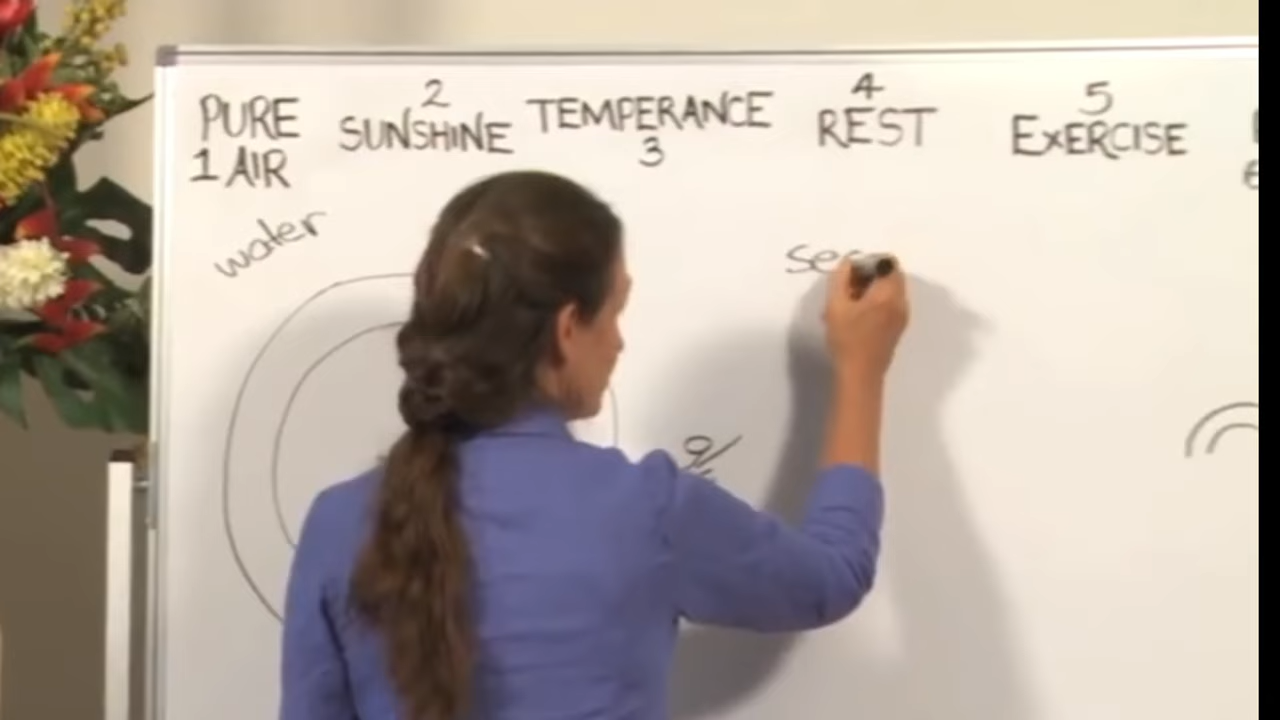 PURE
1 AIR
2
SUNSHINE
TEMPERANCE
3
4
REST
5
ExERCISE
water
%